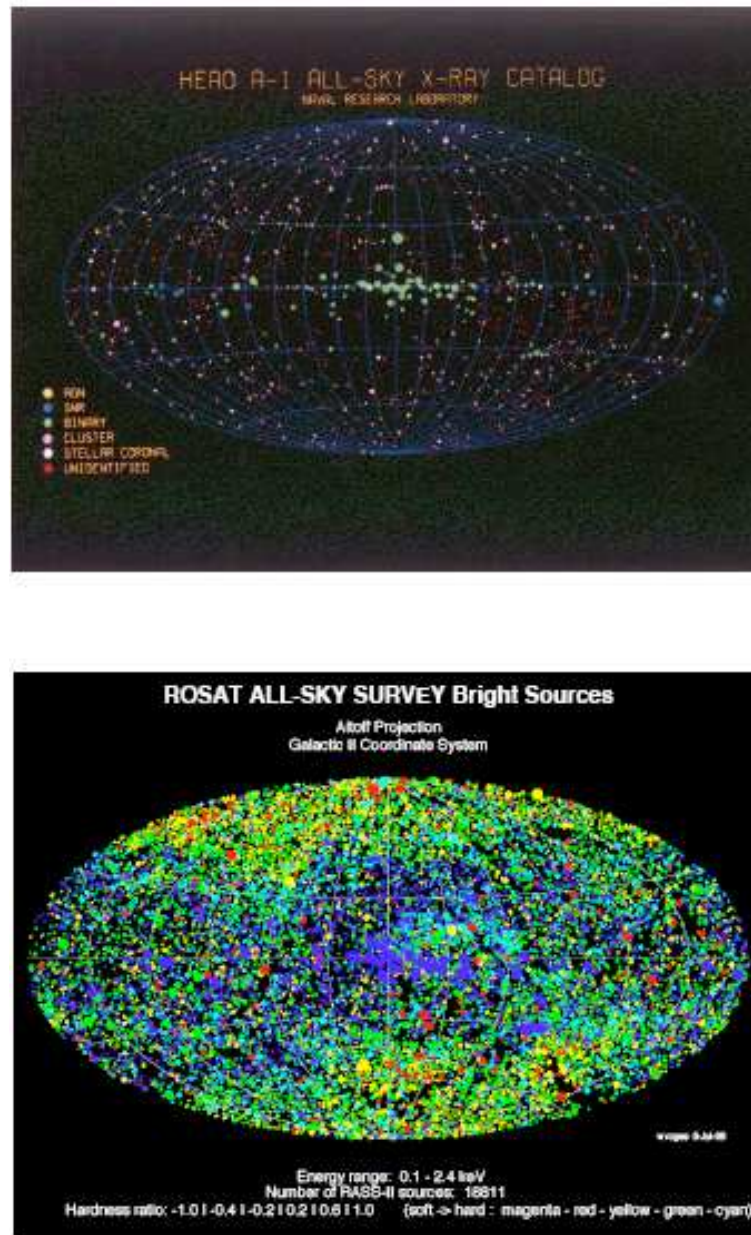 HEAO A-1 ALL-SKY X-RAY CATALOG
NAVAL RESEARCH LABORATORY
AGN
SNR
BINARY
CLUSTER
STELLAR CORONAL
UNIDENTIFIED
ROSAT ALL-SKY SURVEY Bright Sources
Aitoff Projection
Galactic II Coordinate System
Energy range: 0.1 - 2.4 keV
Number of RASS-II sources: 18811
Hardness ratio: -1.0 | -0.4 | -0.2 | 0.2 | 0.6 | 1.0 (soft -> hard : magenta - red - yellow - green - cyan)